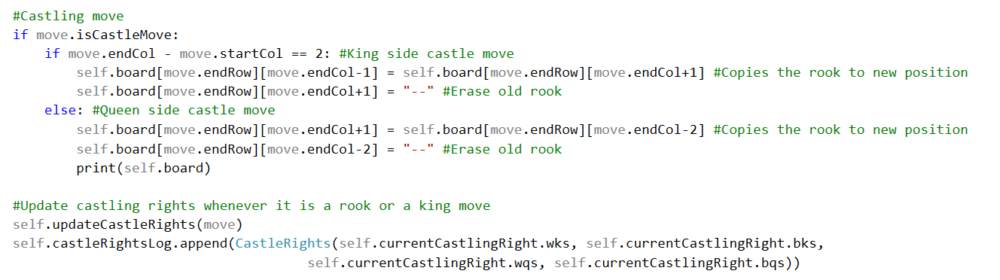 #Castling move
if move.isCastleMove:
    if move.endCol - move.startCol == 2: #King side castle move
        self.board[move.endRow][move.endCol-1] = self.board[move.endRow][move.endCol+1] #Copies the rook to new position
        self.board[move.endRow][move.endCol+1] = "--" #Erase old rook
    else: #Queen side castle move
        self.board[move.endRow][move.endCol+1] = self.board[move.endRow][move.endCol-2] #Copies the rook to new position
        self.board[move.endRow][move.endCol-2] = "--" #Erase old rook
        print(self.board)

#Update castling rights whenever it is a rook or a king move
self.updateCastleRights(move)
self.castleRightsLog.append(CastleRights(self.currentCastlingRight.wks, self.currentCastlingRight.bks,
                                     self.currentCastlingRight.wqs, self.currentCastlingRight.bqs))